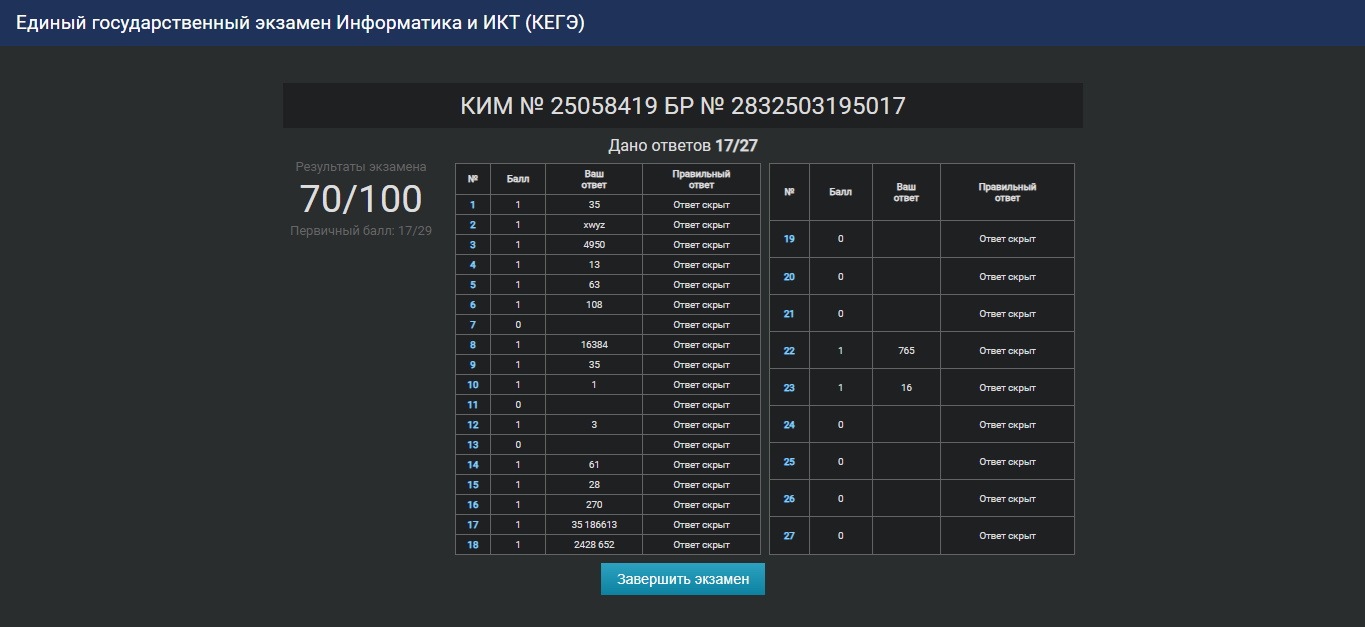 Единый государственный экзамен Информатика и ИКТ (КЕГЭ)
КИМ № 25058419 БР № 2832503195017
Дано ответов 17/27
Результаты экзамена
70/100
Первичный балл: 17/29
№ Балл Ваш ответ Правильный ответ
1 1 35 Ответ скрыт
2 1 xwyz Ответ скрыт
3 1 4950 Ответ скрыт
4 1 13 Ответ скрыт
5 1 63 Ответ скрыт
6 1 108 Ответ скрыт
7 0 Ответ скрыт
8 1 16384 Ответ скрыт
9 1 35 Ответ скрыт
10 1 1 Ответ скрыт
11 0 Ответ скрыт
12 1 3 Ответ скрыт
13 0 Ответ скрыт
14 1 61 Ответ скрыт
15 1 28 Ответ скрыт
16 1 270 Ответ скрыт
17 1 35 186613 Ответ скрыт
18 1 2428 652 Ответ скрыт
№ Балл Ваш ответ Правильный ответ
19 0 Ответ скрыт
20 0 Ответ скрыт
21 0 Ответ скрыт
22 1 765 Ответ скрыт
23 1 16 Ответ скрыт
24 0 Ответ скрыт
25 0 Ответ скрыт
26 0 Ответ скрыт
27 0 Ответ скрыт
Завершить экзамен